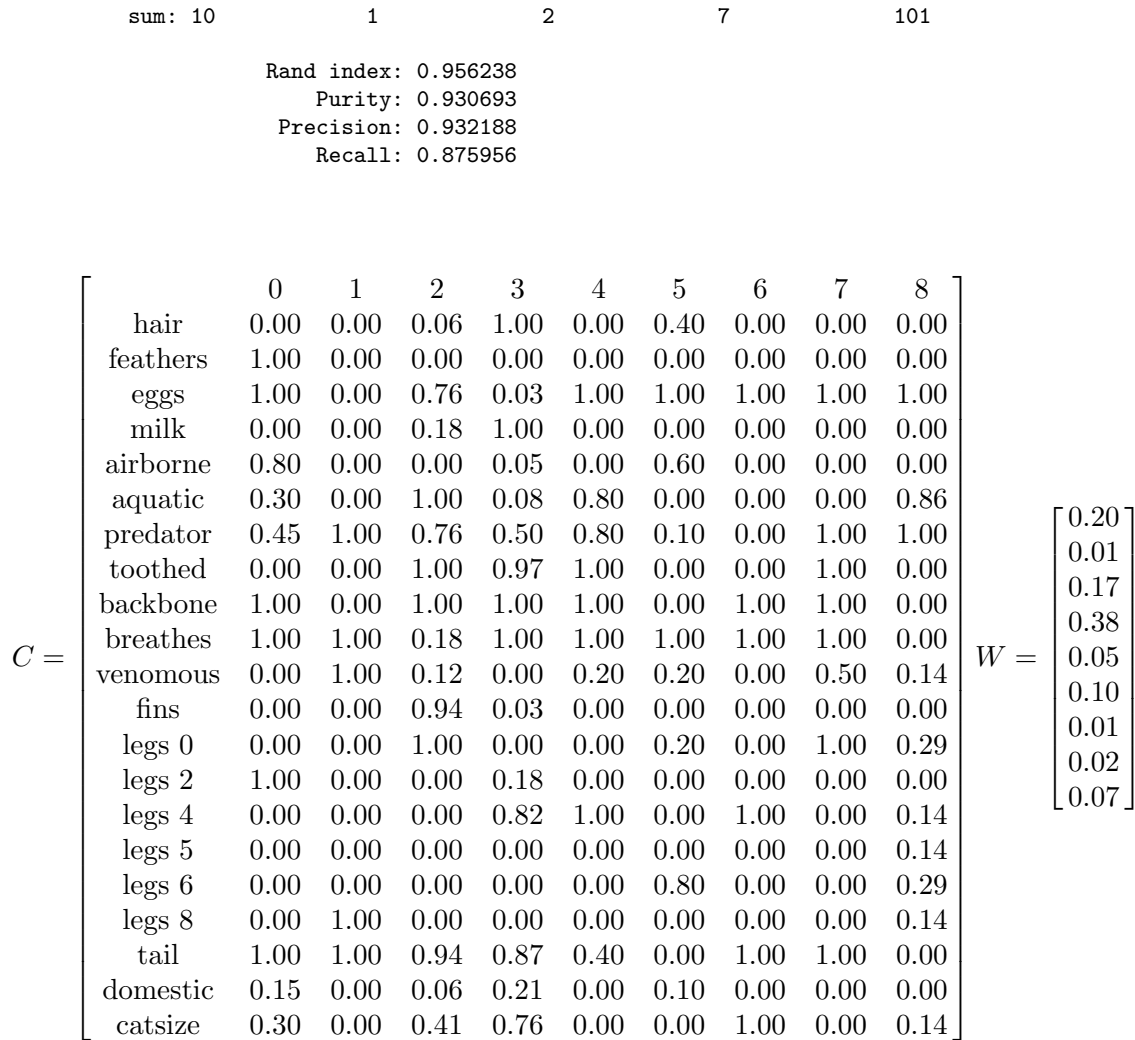 sum: 10 1 2 7 101
Rand index: 0.956238
Purity: 0.930693
Precision: 0.932188
Recall: 0.875956
0 1 2 3 4 5 6 7 8
hair 0.00 0.00 0.06 1.00 0.00 0.40 0.00 0.00 0.00
feathers 1.00 0.00 0.00 0.00 0.00 0.00 0.00 0.00 0.00
eggs 1.00 0.00 0.76 0.03 1.00 1.00 1.00 1.00 1.00
milk 0.00 0.00 0.18 1.00 0.00 0.00 0.00 0.00 0.00
airborne 0.80 0.00 0.00 0.05 0.00 0.60 0.00 0.00 0.00
aquatic 0.30 0.00 1.00 0.08 0.80 0.00 0.00 0.00 0.86
predator 0.45 1.00 0.76 0.50 0.80 0.10 0.00 1.00 1.00
toothed 0.00 0.00 1.00 0.97 1.00 0.00 0.00 1.00 0.00
backbone 1.00 0.00 1.00 1.00 1.00 0.00 1.00 1.00 0.00
breathes 1.00 1.00 0.18 1.00 1.00 1.00 1.00 1.00 0.00
C =
venomous 0.00 1.00 0.12 0.00 0.20 0.20 0.00 0.50 0.14
fins 0.00 0.00 0.94 0.03 0.00 0.00 0.00 0.00 0.00
legs 0 0.00 0.00 1.00 0.00 0.00 0.20 0.00 1.00 0.29
legs 2 1.00 0.00 0.00 0.18 0.00 0.00 0.00 0.00 0.00
legs 4 0.00 0.00 0.00 0.82 1.00 0.00 1.00 0.00 0.14
legs 5 0.00 0.00 0.00 0.00 0.00 0.00 0.00 0.00 0.14
legs 6 0.00 0.00 0.00 0.00 0.00 0.80 0.00 0.00 0.29
legs 8 0.00 1.00 0.00 0.00 0.00 0.00 0.00 0.00 0.14
tail 1.00 1.00 0.94 0.87 0.40 0.00 1.00 1.00 0.00
domestic 0.15 0.00 0.06 0.21 0.00 0.10 0.00 0.00 0.00
catsize 0.30 0.00 0.41 0.76 0.00 0.00 1.00 0.00 0.14
W =
0.20
0.01
0.17
0.38
0.05
0.10
0.01
0.02
0.07